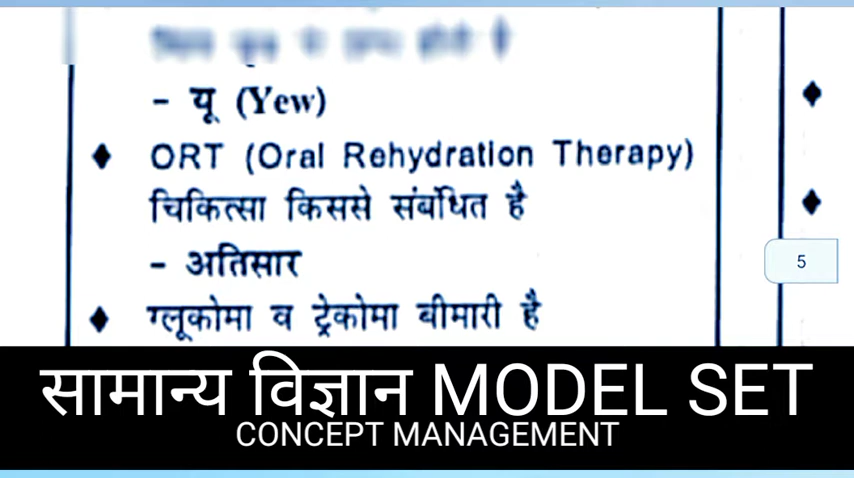 - यू (Yew)
♦ ORT (Oral Rehydration Therapy)
चिकित्सा किससे संबंधित है
- अतिसार
♦ ग्लूकोमा व ट्रेकोमा बीमारी है
5
सामान्य विज्ञान MODEL SET
CONCEPT MANAGEMENT